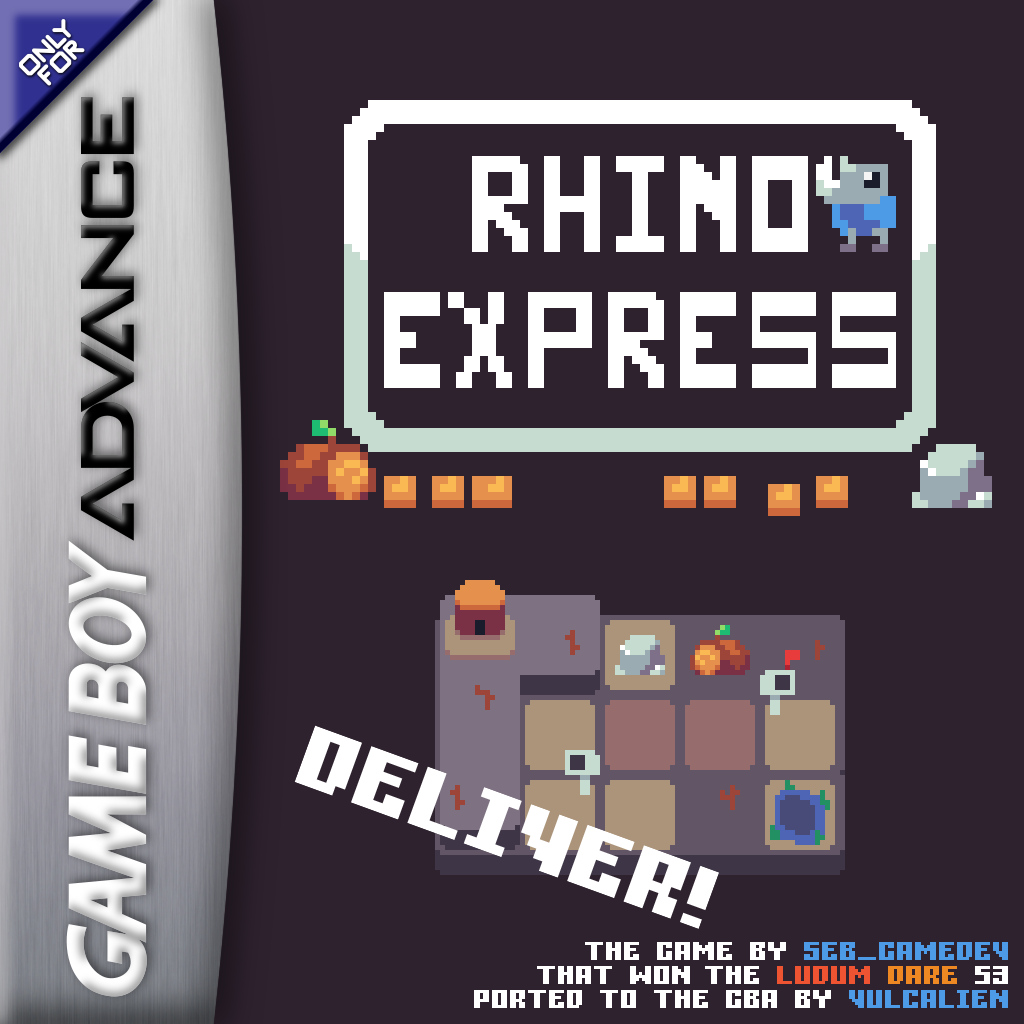 ONLY
FOR
GAME BOY ADVANCE
RHINO
EXPRESS
DELIVER!
THE GAME BY SEB_GAMEDEV
THAT WON THE LUDUM DARE 53
PORTED TO THE GBA BY VULCALIEN